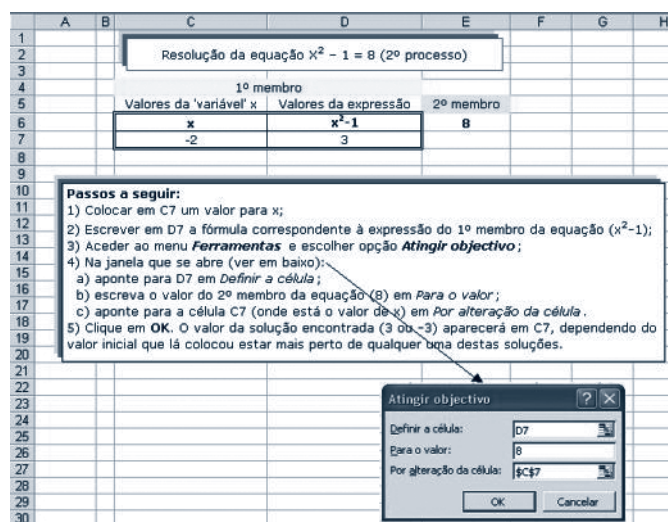 A B C D E F G H
1
2 Resolução da equação X² – 1 = 8 (2º processo)
3
4 1º membro
5 Valores da 'variável' x Valores da expressão 2º membro
6 x x²-1 8
7 -2 3
8
9
10 Passos a seguir:
11 1) Colocar em C7 um valor para x;
12 2) Escrever em D7 a fórmula correspondente à expressão do 1º membro da equação (x²-1);
13 3) Aceder ao menu Ferramentas e escolher opção Atingir objectivo;
14 4) Na janela que se abre (ver em baixo):
15 a) aponte para D7 em Definir a célula;
16 b) escreva o valor do 2º membro da equação (8) em Para o valor;
17 c) aponte para a célula C7 (onde está o valor de x) em Por alteração da célula.
18 5) Clique em OK. O valor da solução encontrada (3 ou -3) aparecerá em C7, dependendo do
19 valor inicial que lá colocou estar mais perto de qualquer uma destas soluções.
20
21
22
23 Atingir objectivo
24
25 Definir a célula: D7
26 Para o valor: 8
27 Por alteração da célula: $C$7
28
29 OK Cancelar
30